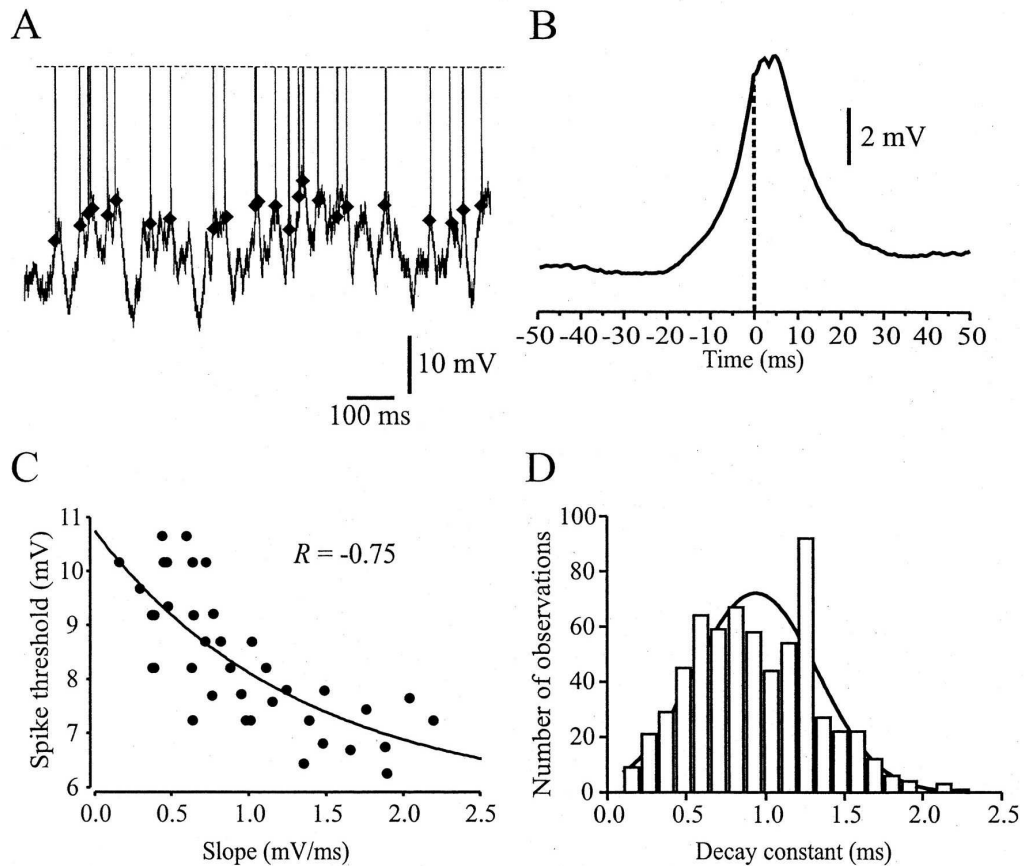 A
10 mV
100 ms
B
2 mV
-50 -40 -30 -20 -10 0 10 20 30 40 50
Time (ms)
C
11
10
9
8
7
6
Spike threshold (mV)
R = -0.75
0.0 0.5 1.0 1.5 2.0 2.5
Slope (mV/ms)
D
100
80
60
40
20
0
Number of observations
0.0 0.5 1.0 1.5 2.0 2.5
Decay constant (ms)